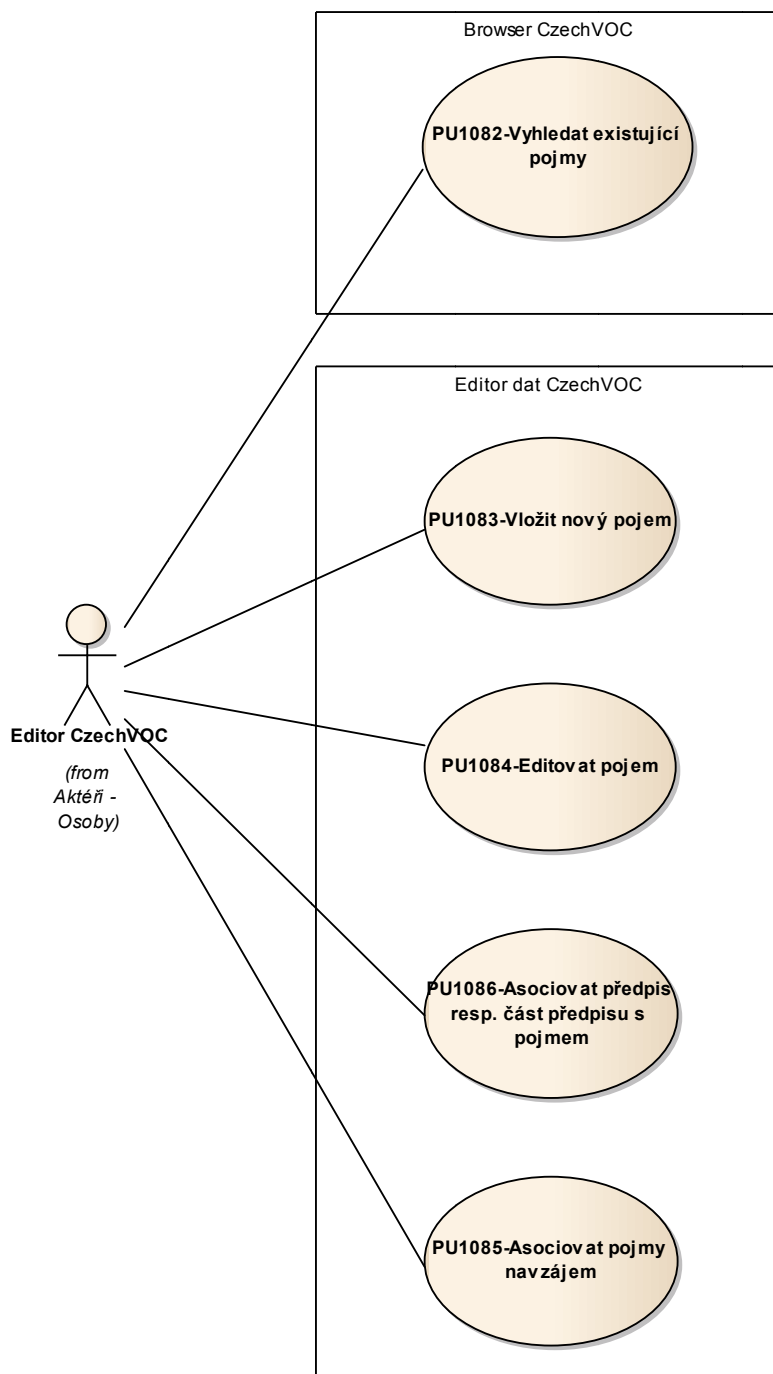 Browser CzechVOC
PU1082-Vyhledat existující
pojmy
Editor dat CzechVOC
PU1083-Vložit nový pojem
Editor CzechVOC
(from
Aktéři -
Osoby)
PU1084-Editovat pojem
PU1086-Asociovat předpis
resp. část předpisu s
pojmem
PU1085-Asociovat pojmy
navzájem